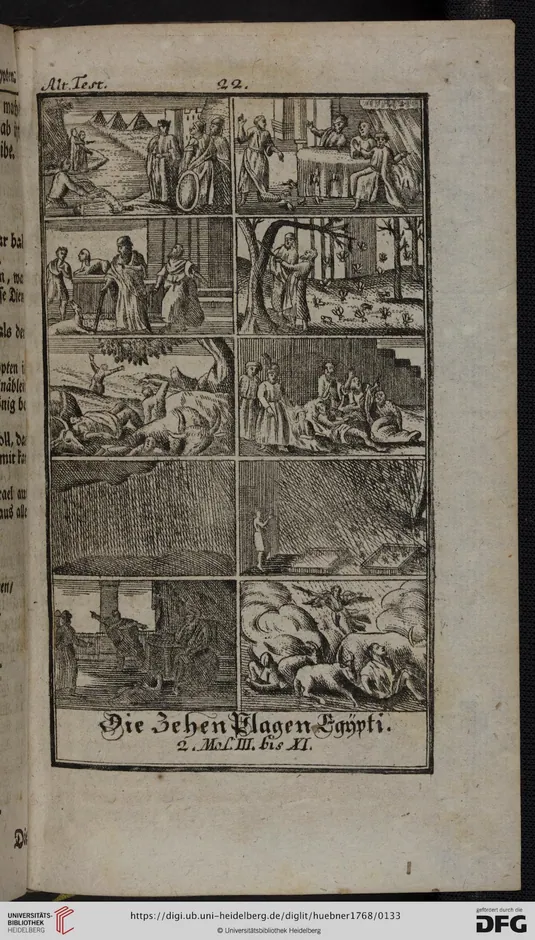 Alt. Test. 22.
Die Zehen Plagen Egÿpti.
2. Mos. III. bis XI.
UNIVERSITÄTS-
BIBLIOTHEK
HEIDELBERG
https://digi.ub.uni-heidelberg.de/diglit/huebner1768/0133
© Universitätsbibliothek Heidelberg
gefördert durch die
DFG